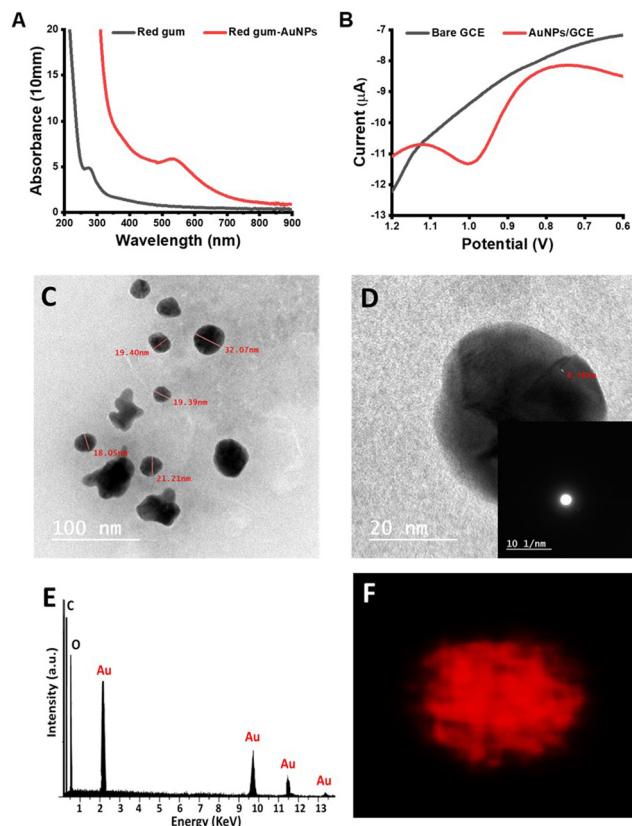 A
Red gum
Red gum-AuNPs
Absorbance (10mm)
20
15
10
5
0
200 300 400 500 600 700 800 900
Wavelength (nm)
B
Bare GCE
AuNPs/GCE
Current (µA)
-7
-8
-9
-10
-11
-12
-13
1.2 1.1 1.0 0.9 0.8 0.7 0.6
Potential (V)
C
19.40nm
32.07nm
19.39nm
18.05nm
21.21nm
100 nm
D
20 nm
10 1/nm
E
C
O
Au
Au
Au
Au
Intensity (a.u.)
1 2 3 4 5 6 7 8 9 10 11 12 13
Energy (KeV)
F